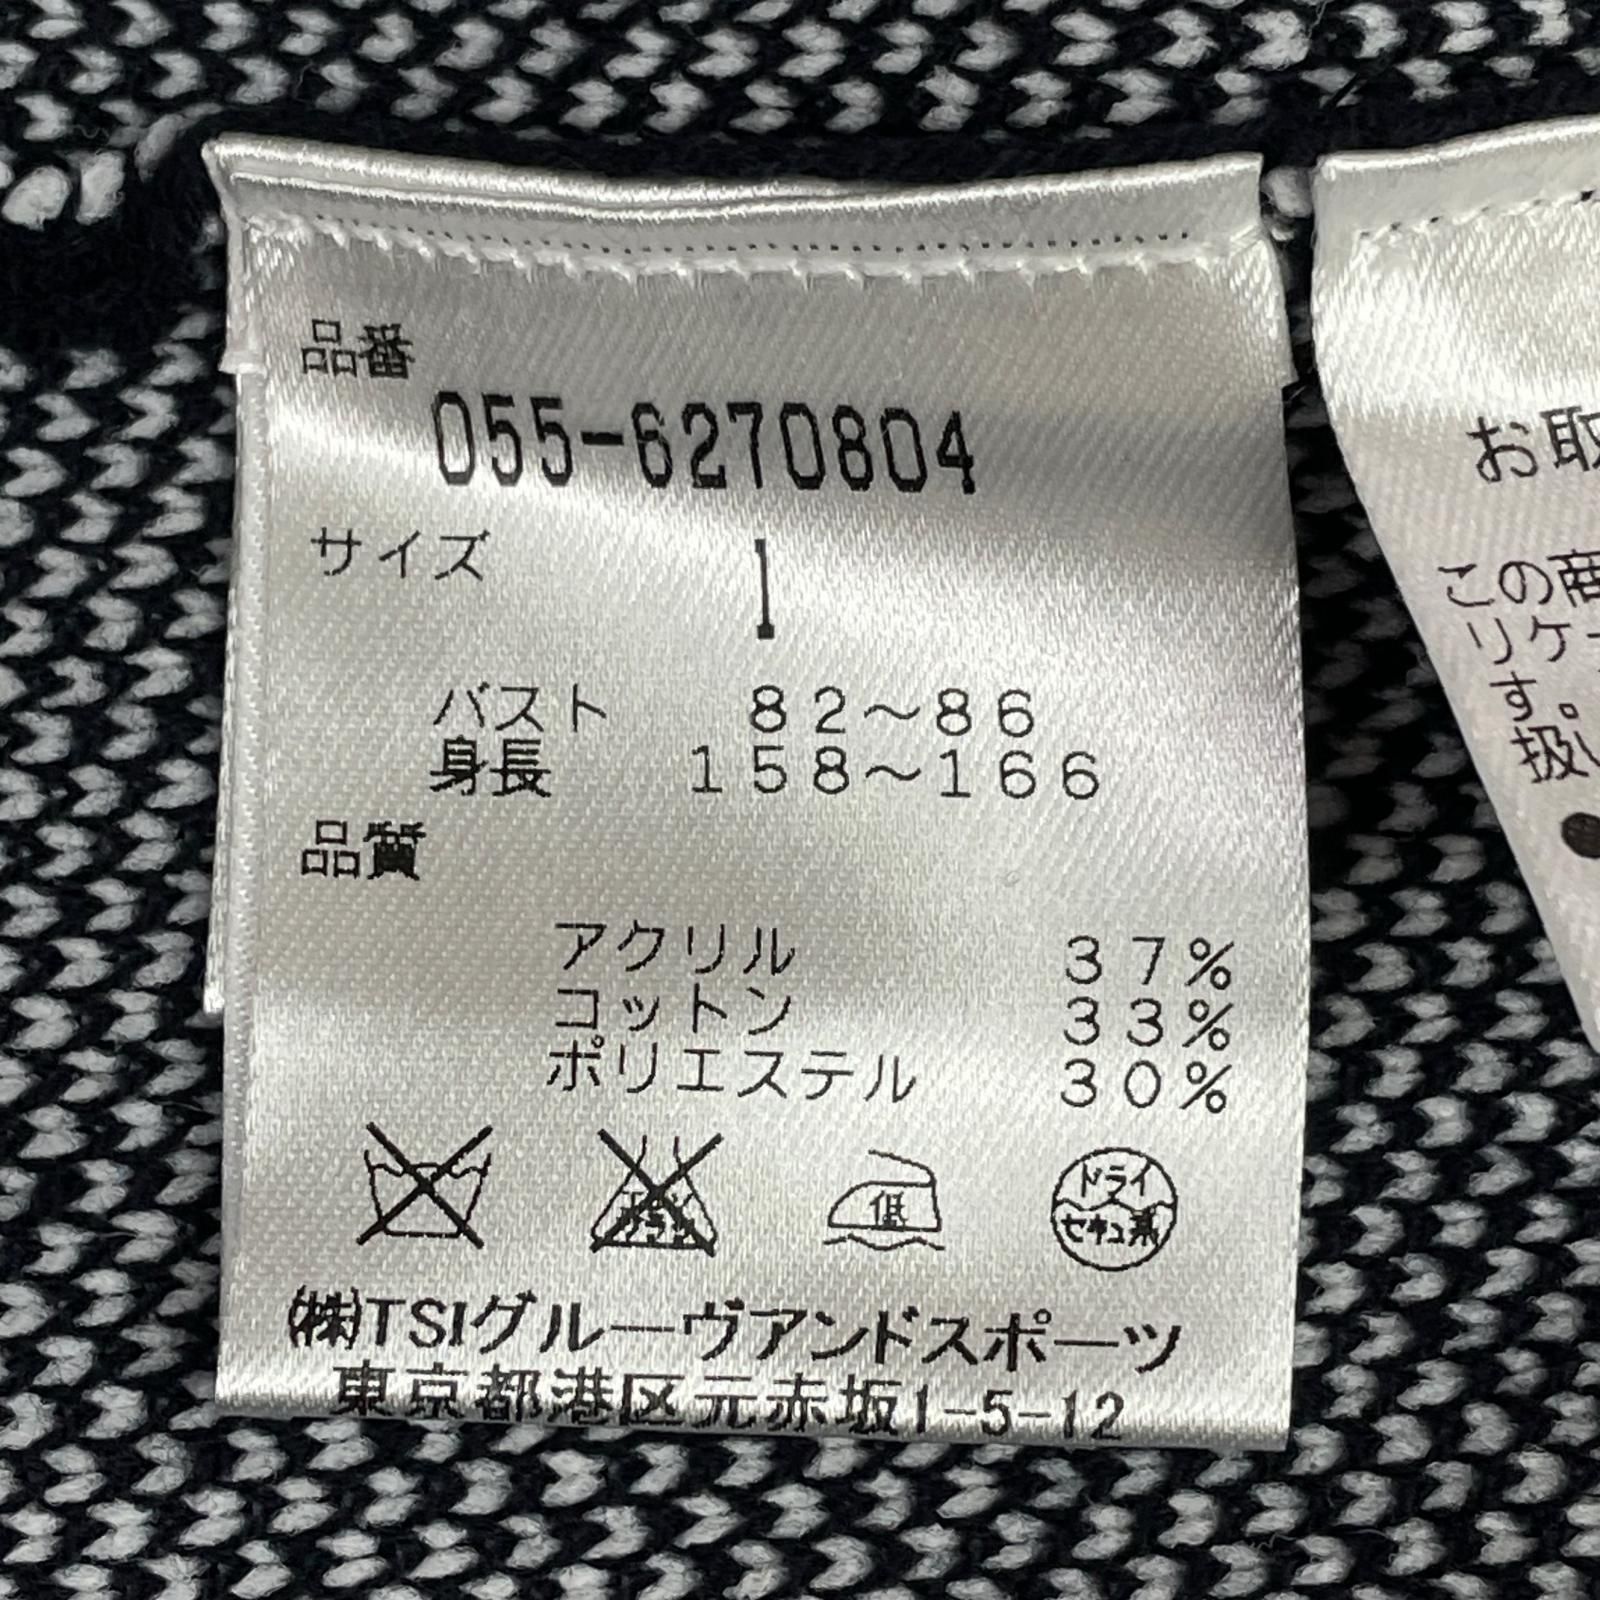 品番
055-6270804
サイズ 1
バスト 82～86
身長 158～166
品質
アクリル 37%
コットン 33%
ポリエステル 30%
低 ドライ
セキュ系
㈱TSIグルーヴアンドスポーツ
東京都港区元赤坂1-5-12
お取
この商
リケ
す。
扱い